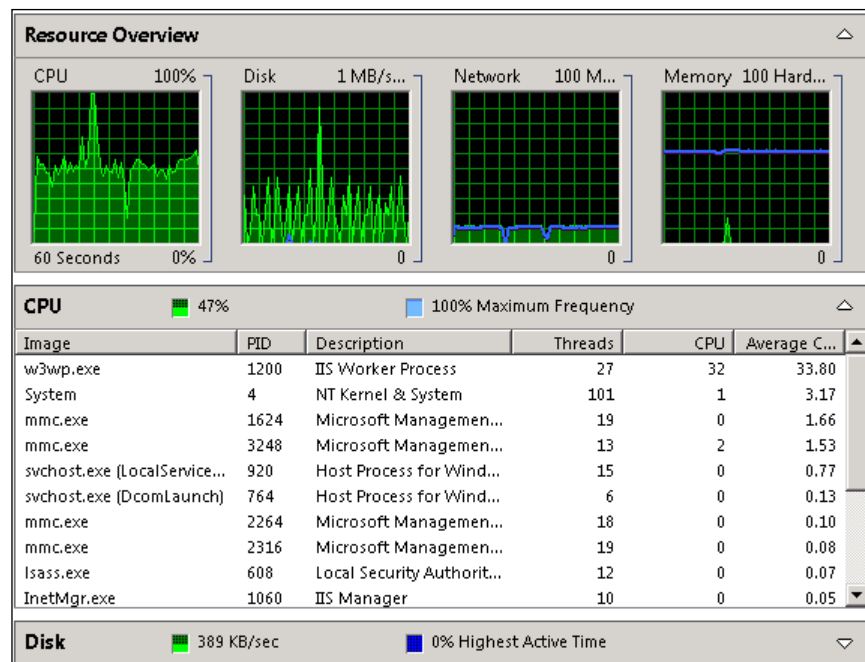 Resource Overview
CPU 100% Disk 1 MB/s... Network 100 M... Memory 100 Hard...
60 Seconds 0% 0 0 0
CPU 47% 100% Maximum Frequency
Image PID Description Threads CPU Average C...
w3wp.exe 1200 IIS Worker Process 27 32 33.80
System 4 NT Kernel & System 101 1 3.17
mmc.exe 1624 Microsoft Managemen... 19 0 1.66
mmc.exe 3248 Microsoft Managemen... 13 2 1.53
svchost.exe (LocalService... 920 Host Process for Wind... 15 0 0.77
svchost.exe (DcomLaunch) 764 Host Process for Wind... 6 0 0.13
mmc.exe 2264 Microsoft Managemen... 18 0 0.10
mmc.exe 2316 Microsoft Managemen... 19 0 0.08
lsass.exe 608 Local Security Authorit... 12 0 0.07
InetMgr.exe 1060 IIS Manager 10 0 0.05
Disk 389 KB/sec 0% Highest Active Time